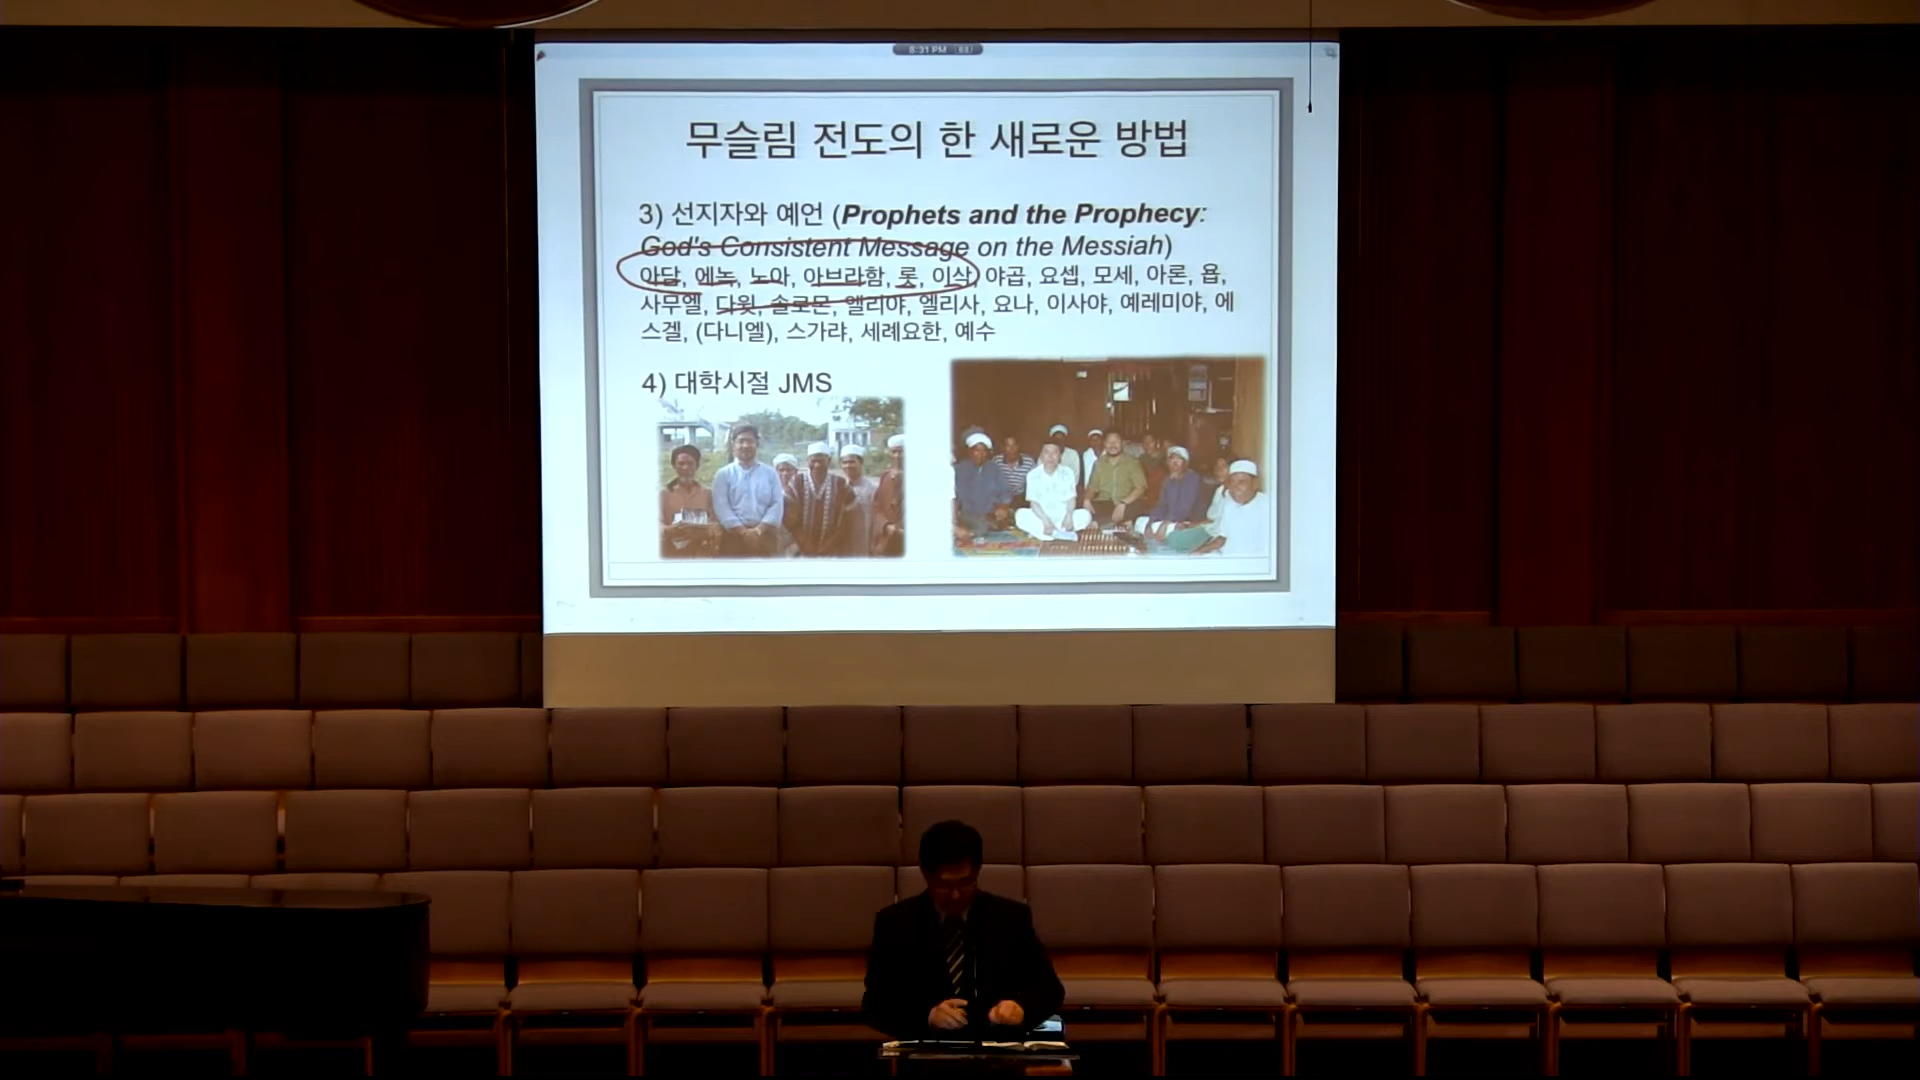 8:31 PM
무슬림 전도의 한 새로운 방법
3) 선지자와 예언 (Prophets and the Prophecy:
God's Consistent Message on the Messiah)
아담, 에녹, 노아, 아브라함, 롯, 이삭, 야곱, 요셉, 모세, 아론, 욥,
사무엘, 다윗, 솔로몬, 엘리야, 엘리사, 요나, 이사야, 예레미야, 에
스겔, (다니엘), 스가랴, 세례요한, 예수
4) 대학시절 JMS